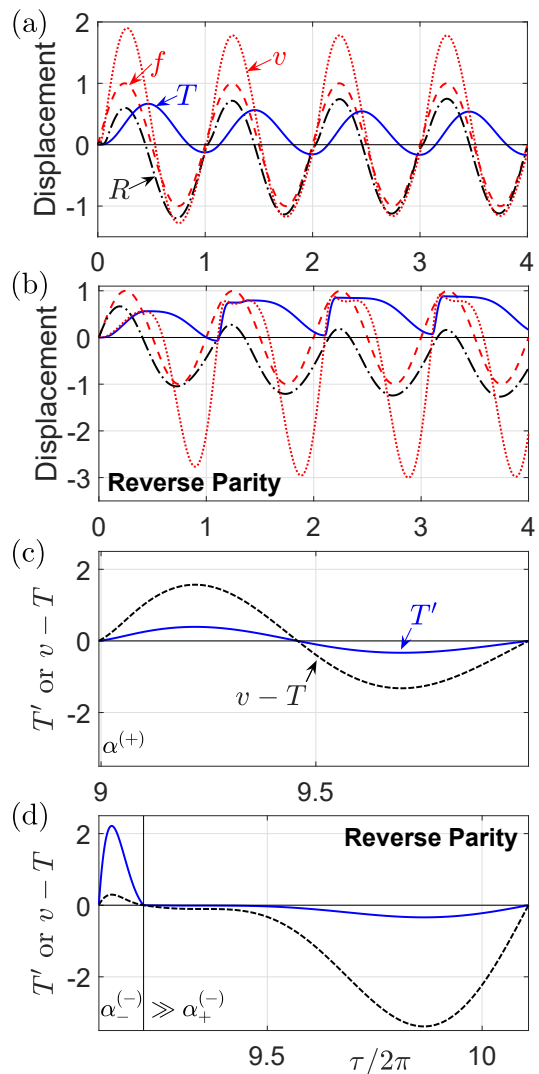 (a)
2
1
0
-1
Displacement
f
v
T
R
0 1 2 3 4
(b)
1
0
-1
-2
-3
Displacement
Reverse Parity
0 1 2 3 4
(c)
2
0
-2
T′ or v − T
T′
v − T
α⁽⁺⁾
9 9.5
(d)
Reverse Parity
2
0
-2
T′ or v − T
α₋⁽⁻⁾ ≫ α₊⁽⁻⁾
9.5 τ/2π 10